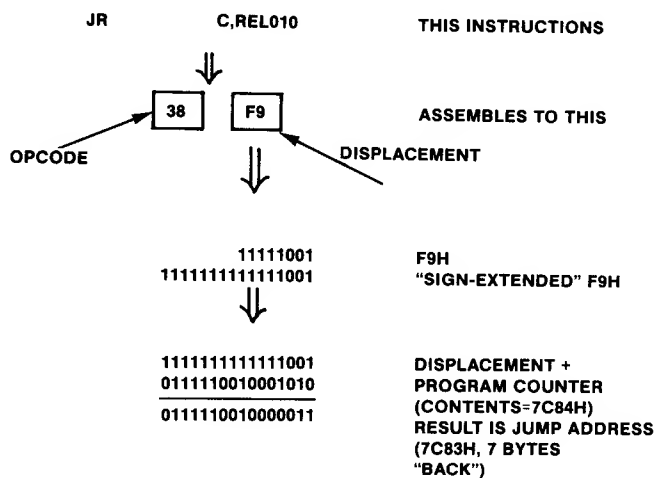 JR C,REL010 THIS INSTRUCTIONS
38 F9 ASSEMBLES TO THIS
OPCODE DISPLACEMENT
11111001 F9H
1111111111111001 "SIGN-EXTENDED" F9H
1111111111111001 DISPLACEMENT +
0111110010001010 PROGRAM COUNTER
(CONTENTS=7C84H)
0111110010000011 RESULT IS JUMP ADDRESS
(7C83H, 7 BYTES
"BACK")